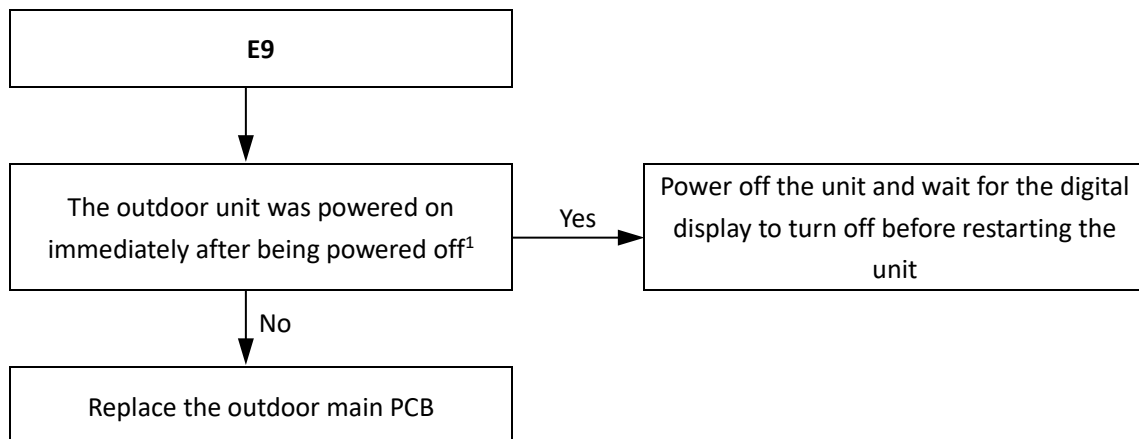 E9
The outdoor unit was powered on
immediately after being powered off¹
Yes
Power off the unit and wait for the digital
display to turn off before restarting the
unit
No
Replace the outdoor main PCB